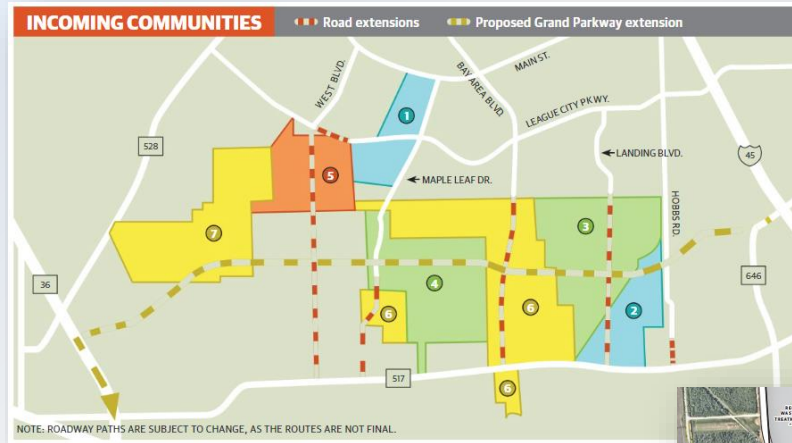 INCOMING COMMUNITIES
Road extensions
Proposed Grand Parkway extension
MAIN ST.
BAY AREA BLVD.
WEST BLVD.
LEAGUE CITY PKWY.
1
528
LANDING BLVD.
45
5
MAPLE LEAF DR.
HOBBS RD.
7
3
646
36
4
2
6
6
517
6
NOTE: ROADWAY PATHS ARE SUBJECT TO CHANGE, AS THE ROUTES ARE NOT FINAL.